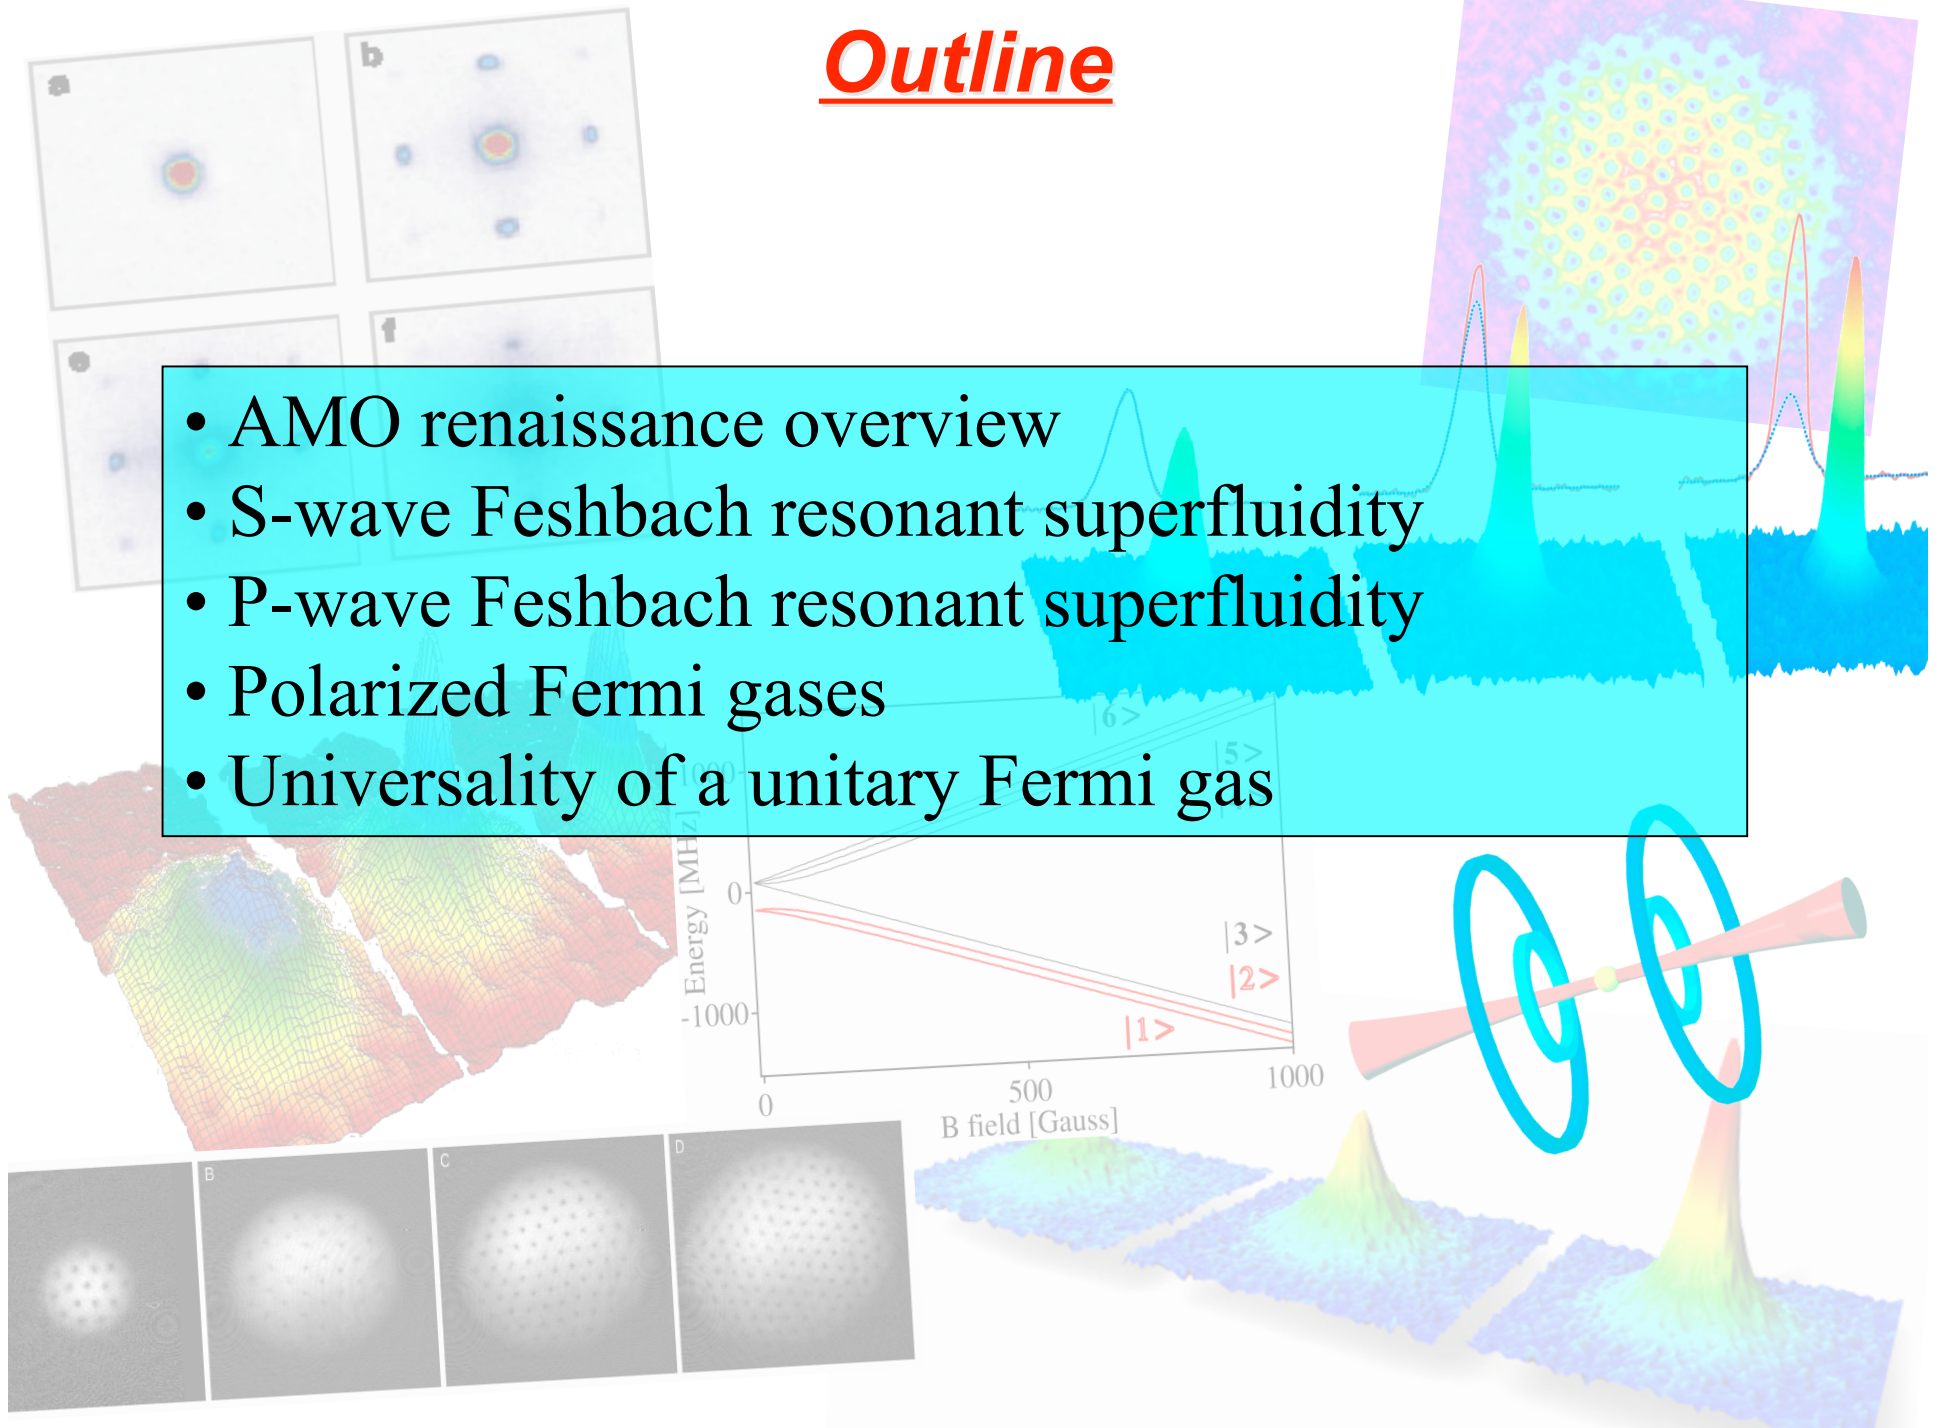 Outline
a
b
e
f
• AMO renaissance overview
• S-wave Feshbach resonant superfluidity
• P-wave Feshbach resonant superfluidity
• Polarized Fermi gases
• Universality of a unitary Fermi gas
|6>
|5>
1000
0
-1000
Energy [MHz]
|3>
|2>
|1>
0
500
1000
B field [Gauss]
B
C
D